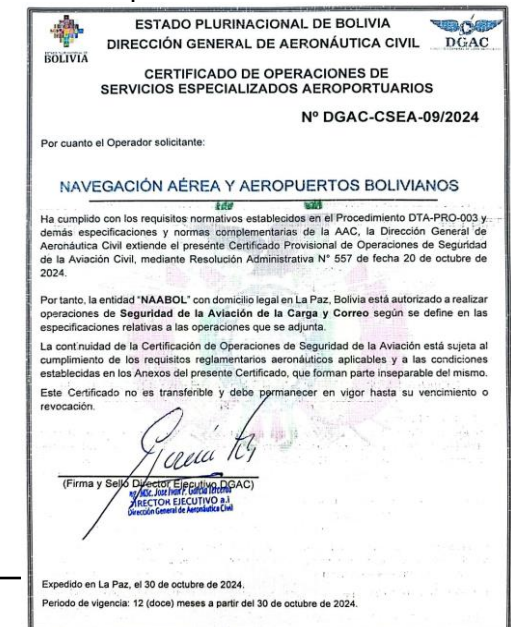 ESTADO PLURINACIONAL DE BOLIVIA
DIRECCIÓN GENERAL DE AERONÁUTICA CIVIL
BOLIVIA
DGAC
CERTIFICADO DE OPERACIONES DE
SERVICIOS ESPECIALIZADOS AEROPORTUARIOS
Nº DGAC-CSEA-09/2024
Por cuanto el Operador solicitante:
NAVEGACIÓN AÉREA Y AEROPUERTOS BOLIVIANOS
Ha cumplido con los requisitos normativos establecidos en el Procedimiento DTA-PRO-003 y
demás especificaciones y normas complementarias de la AAC, la Dirección General de
Aeronáutica Civil extiende el presente Certificado Provisional de Operaciones de Seguridad
de la Aviación Civil, mediante Resolución Administrativa N° 557 de fecha 20 de octubre de
2024.
Por tanto, la entidad "NAABOL" con domicilio legal en La Paz, Bolivia está autorizado a realizar
operaciones de Seguridad de la Aviación de la Carga y Correo según se define en las
especificaciones relativas a las operaciones que se adjunta.
La continuidad de la Certificación de Operaciones de Seguridad de la Aviación está sujeta al
cumplimiento de los requisitos reglamentarios aeronáuticos aplicables y a las condiciones
establecidas en los Anexos del presente Certificado, que forman parte inseparable del mismo.
Este Certificado no es transferible y debe permanecer en vigor hasta su vencimiento o
revocación.
(Firma y Sello Director Ejecutivo DGAC)
Ing. MSc. Jose Ivan F. García Terceros
DIRECTOR EJECUTIVO a.i
Dirección General de Aeronáutica Civil
Expedido en La Paz, el 30 de octubre de 2024.
Periodo de vigencia: 12 (doce) meses a partir del 30 de octubre de 2024.